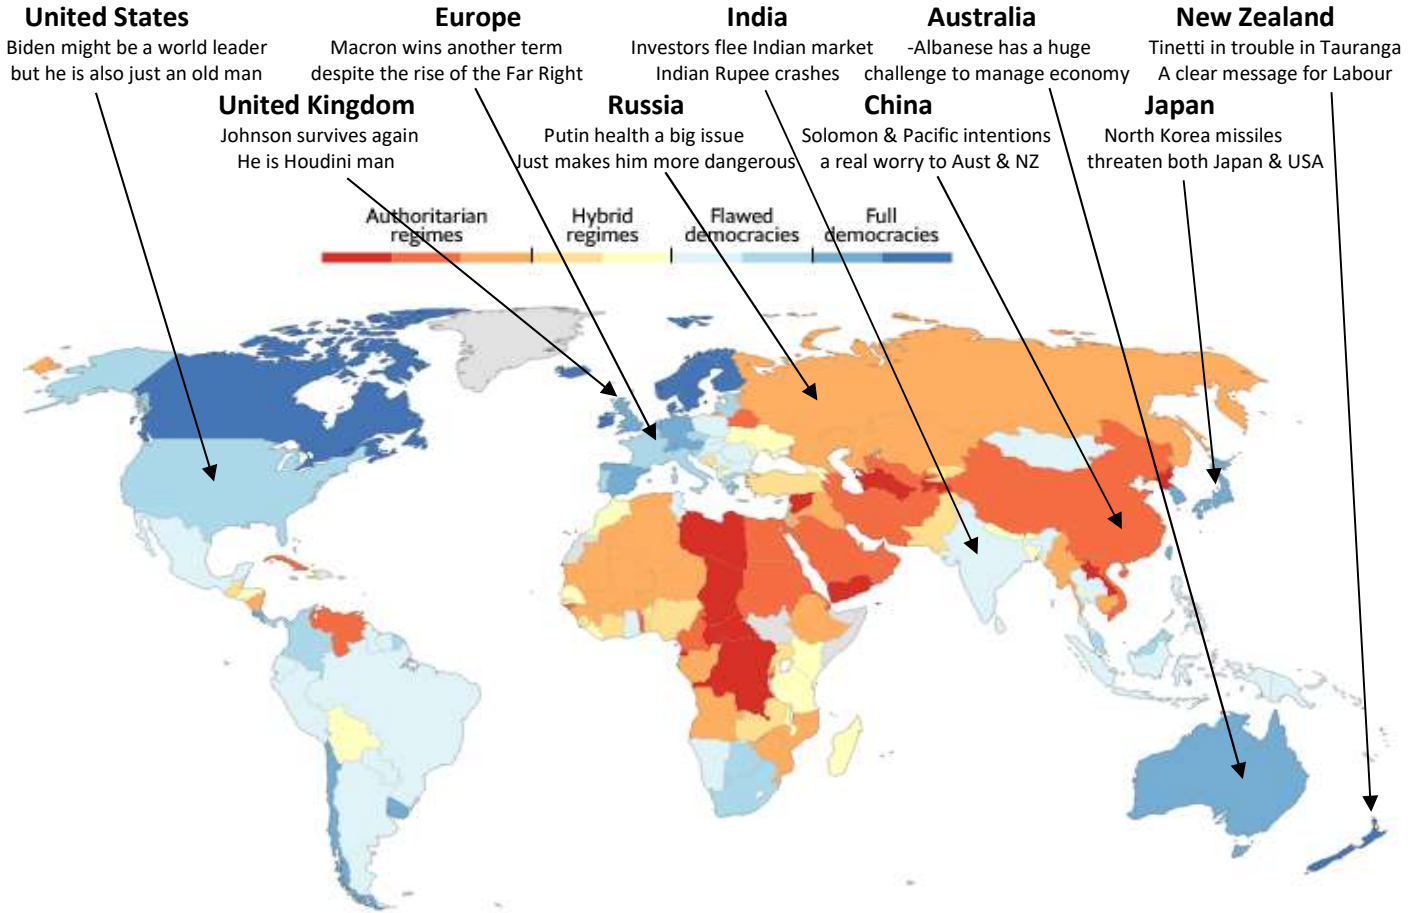 United States
Biden might be a world leader
but he is also just an old man
Europe
Macron wins another term
despite the rise of the Far Right
India
Investors flee Indian market
Indian Rupee crashes
Australia
-Albanese has a huge
challenge to manage economy
New Zealand
Tinetti in trouble in Tauranga
A clear message for Labour
United Kingdom
Johnson survives again
He is Houdini man
Russia
Putin health a big issue
Just makes him more dangerous
China
Solomon & Pacific intentions
a real worry to Aust & NZ
Japan
North Korea missiles
threaten both Japan & USA
Authoritarian
regimes
Hybrid
regimes
Flawed
democracies
Full
democracies